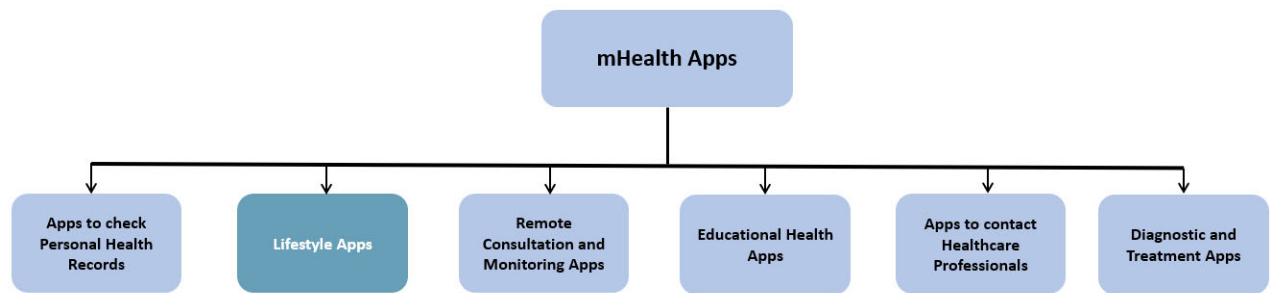 mHealth Apps
Apps to check
Personal Health
Records
Lifestyle Apps
Remote
Consultation and
Monitoring Apps
Educational Health
Apps
Apps to contact
Healthcare
Professionals
Diagnostic and
Treatment Apps